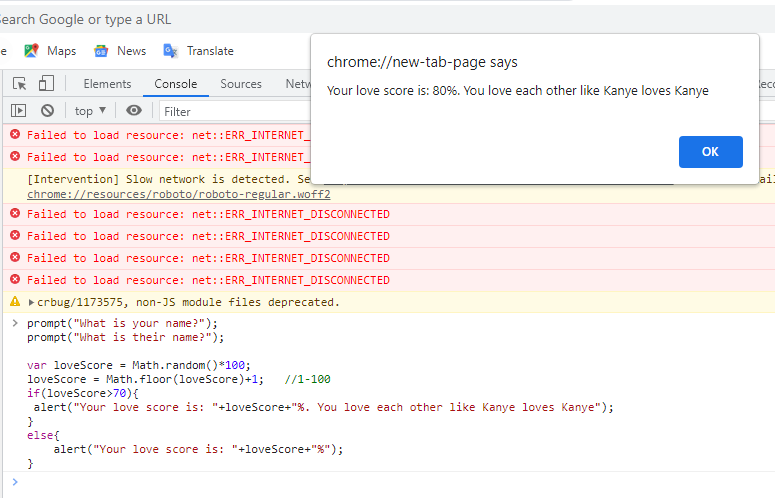 Search Google or type a URL
e Maps News Translate
chrome://new-tab-page says
Your love score is: 80%. You love each other like Kanye loves Kanye
OK
Elements Console Sources
top Filter
Failed to load resource: net::ERR_INTERNET_
Failed to load resource: net::ERR_INTERNET_
[Intervention] Slow network is detected.
chrome://resources/roboto/roboto-regular.woff2
Failed to load resource: net::ERR_INTERNET_DISCONNECTED
Failed to load resource: net::ERR_INTERNET_DISCONNECTED
Failed to load resource: net::ERR_INTERNET_DISCONNECTED
Failed to load resource: net::ERR_INTERNET_DISCONNECTED
crbug/1173575, non-JS module files deprecated.
prompt("What is your name?");
prompt("What is their name?");
var loveScore = Math.random()*100;
loveScore = Math.floor(loveScore)+1; //1-100
if(loveScore>70){
alert("Your love score is: "+loveScore+"%. You love each other like Kanye loves Kanye");
}
else{
alert("Your love score is: "+loveScore+"%");
}